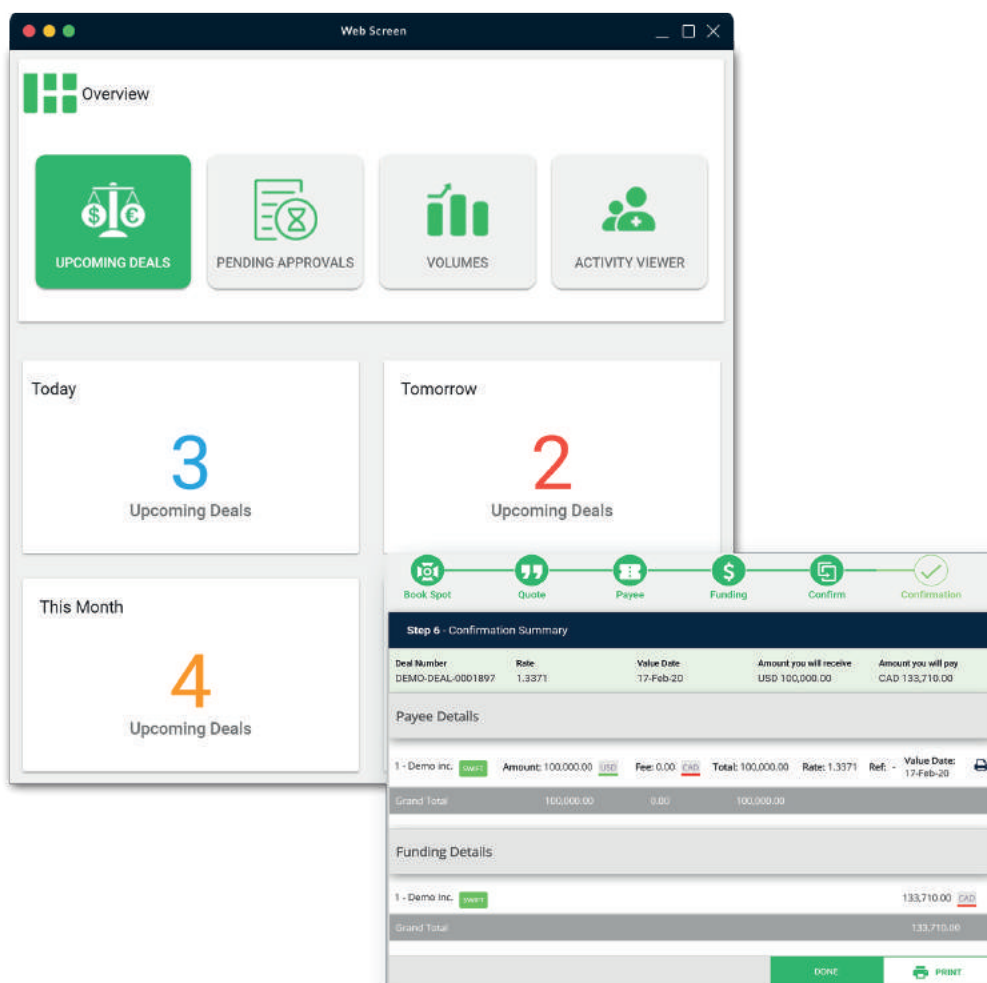 Web Screen
Overview
UPCOMING DEALS
PENDING APPROVALS
VOLUMES
ACTIVITY VIEWER
Today
3
Upcoming Deals
Tomorrow
2
Upcoming Deals
This Month
4
Upcoming Deals
Book Spot Quote Payee Funding Confirm Confirmation
Step 6 - Confirmation Summary
Deal Number Rate Value Date Amount you will receive Amount you will pay
DEMO-DEAL-0001897 1.3371 17-Feb-20 USD 100,000.00 CAD 133,710.00
Payee Details
1 - Demo inc. SWIFT Amount: 100.000.00 USD Fee: 0.00 CAD Total: 100,000.00 Rate: 1.3371 Ref: - Value Date: 17-Feb-20
Grand Total 100,000.00 0.00 100,000.00
Funding Details
1 - Demo Inc. SWIFT 133,710.00 CAD
Grand Total 133,710.00
DONE PRINT